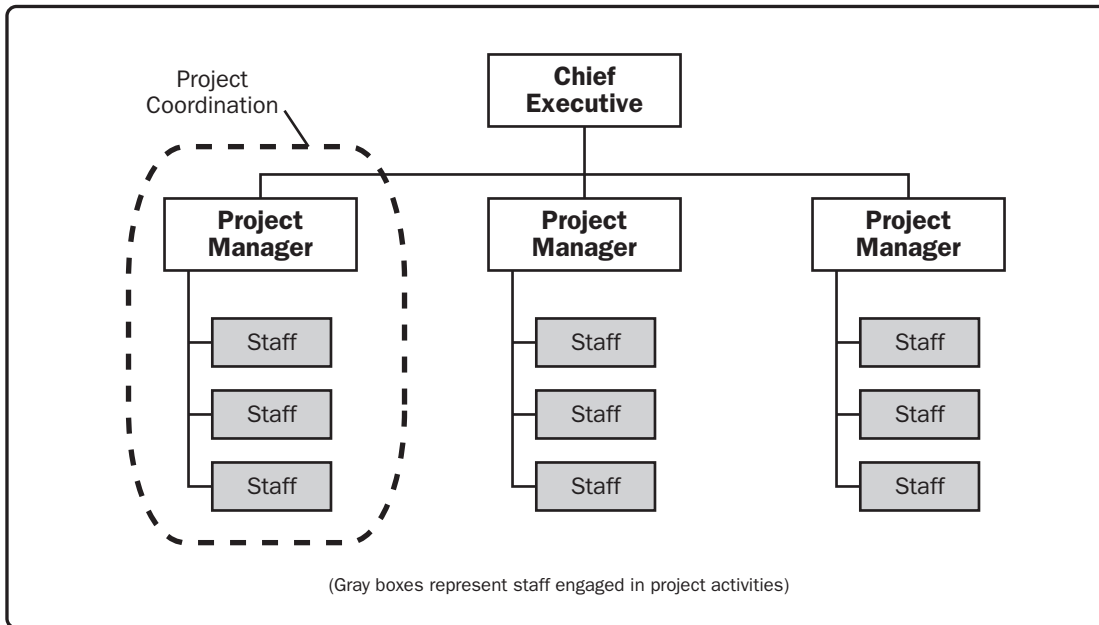 Project
Coordination
Chief
Executive
Project
Manager
Project
Manager
Project
Manager
Staff
Staff
Staff
Staff
Staff
Staff
Staff
Staff
Staff
(Gray boxes represent staff engaged in project activities)